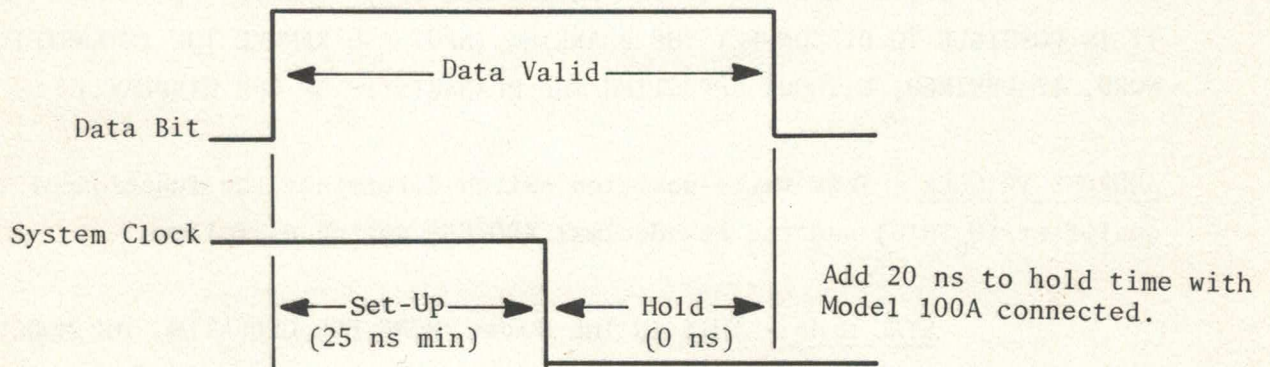 Data Valid
Data Bit
System Clock
Set-Up
(25 ns min)
Hold
(0 ns)
Add 20 ns to hold time with
Model 100A connected.